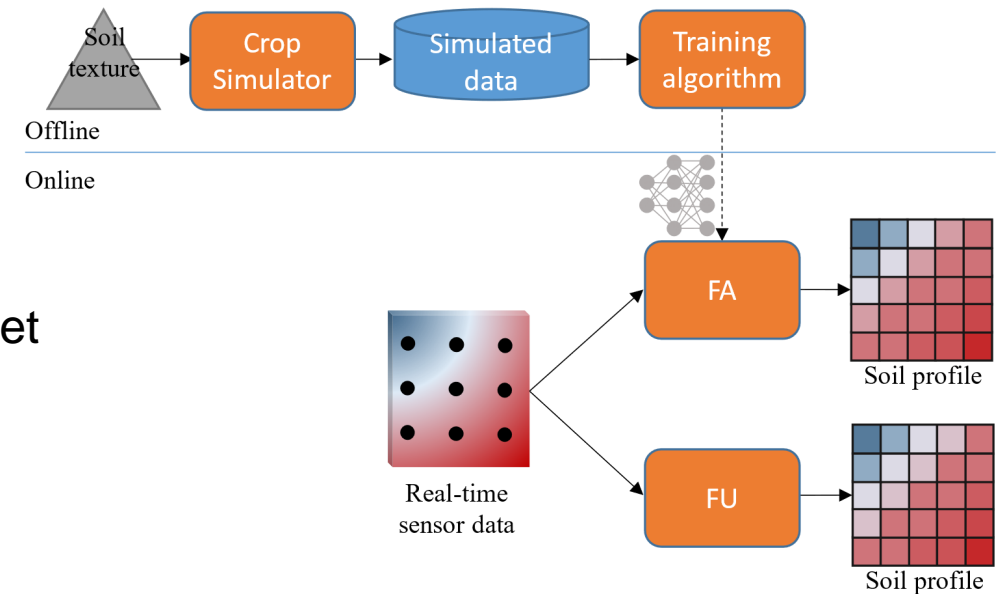 Soil
texture
Crop
Simulator
Simulated
data
Training
algorithm
Offline
Online
et
FA
Soil profile
Real-time
sensor data
FU
Soil profile